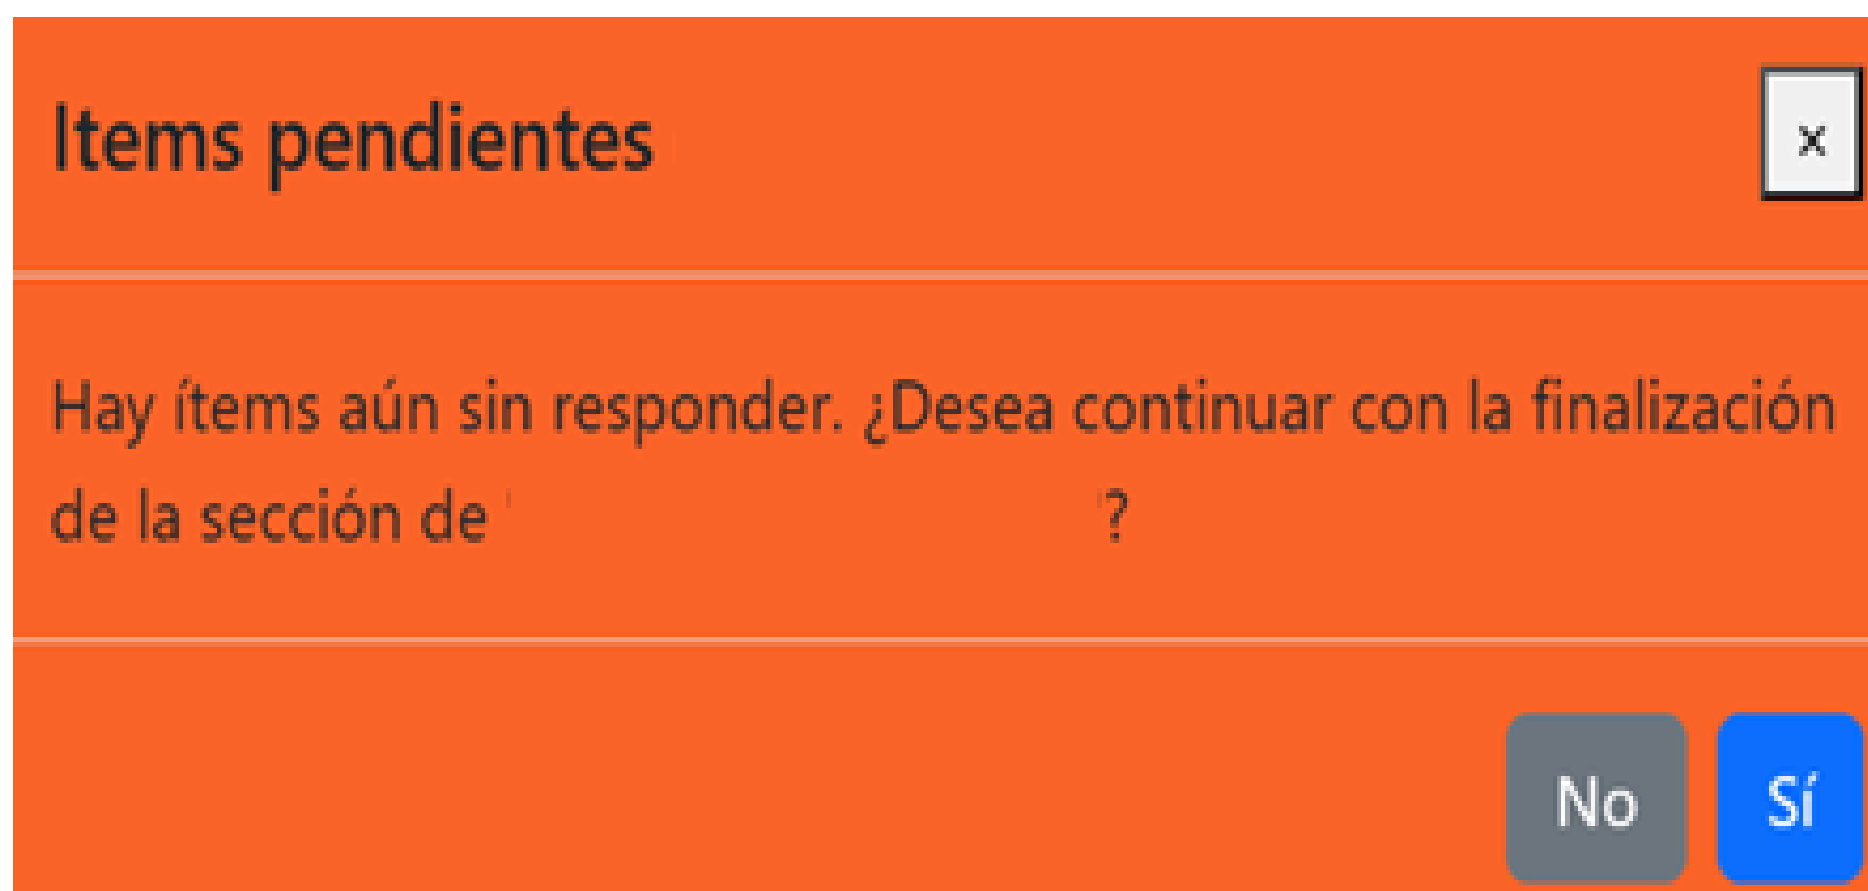 Items pendientes
x
Hay ítems aún sin responder. ¿Desea continuar con la finalización
de la sección de ' '?
No
Sí